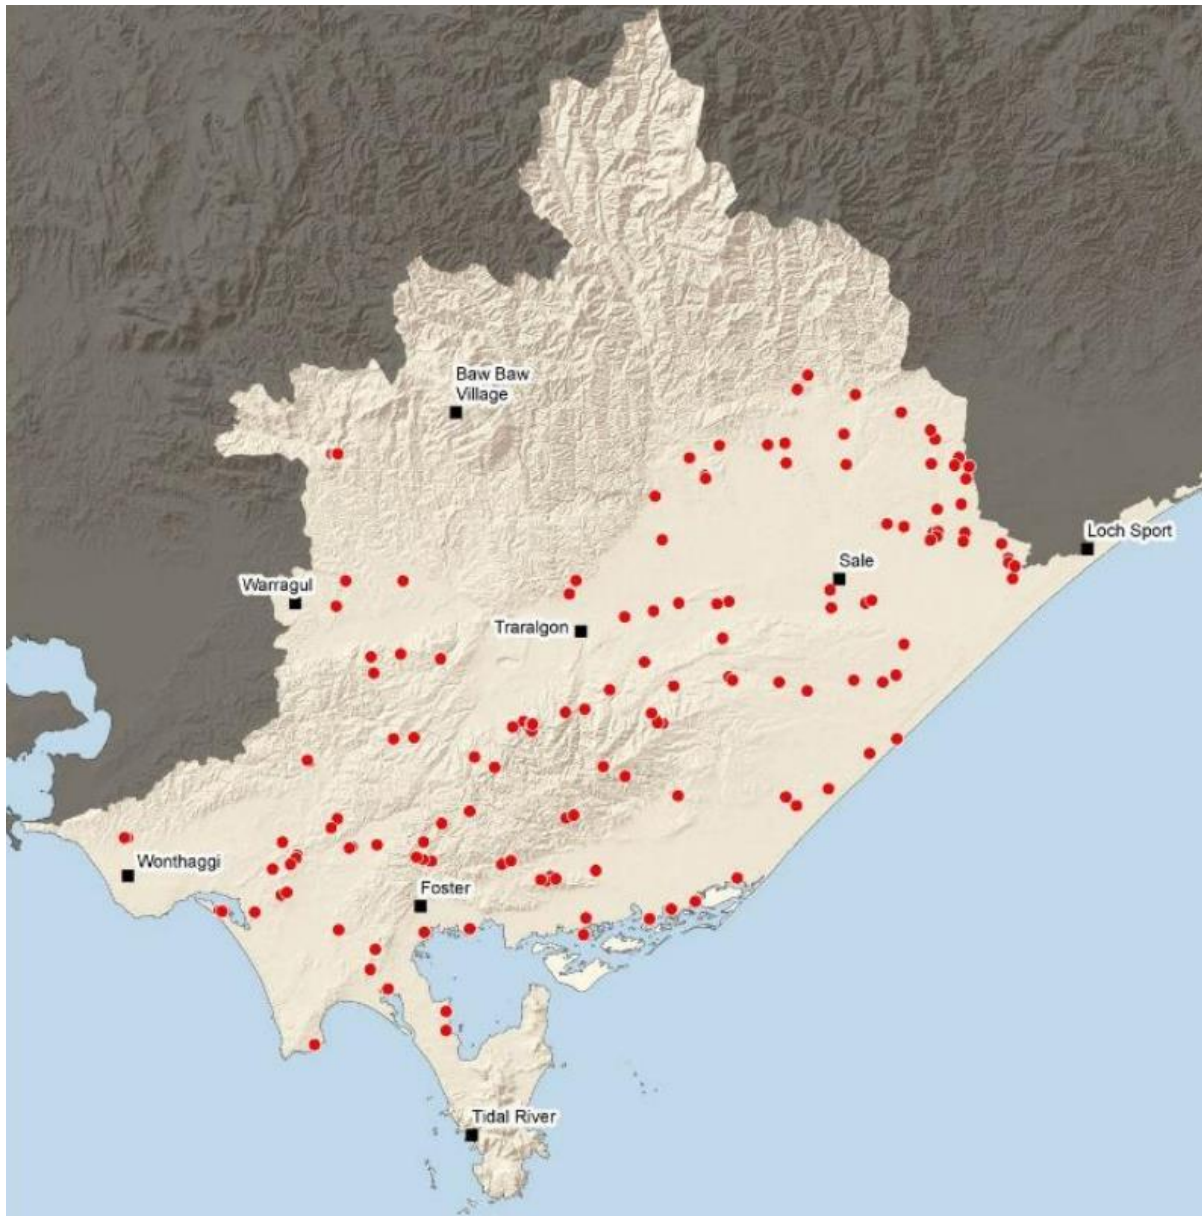 Baw Baw
Village
Loch Sport
Sale
Warragul
Traralgon
Wonthaggi
Foster
Tidal River